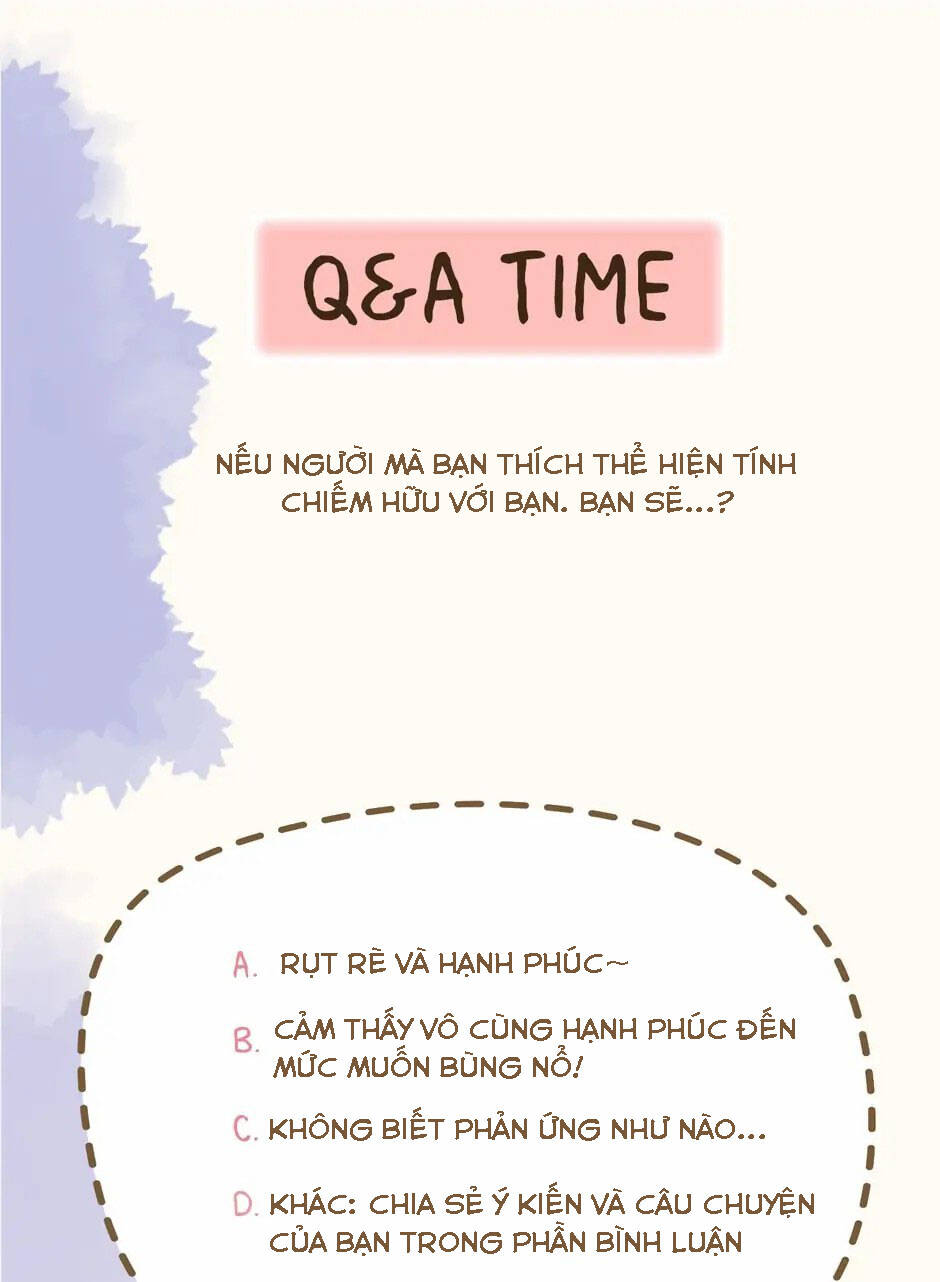 Q&A TIME
NẾU NGƯỜI MÀ BẠN THÍCH THỂ HIỆN TÍNH
CHIẾM HỮU VỚI BẠN. BẠN SẼ...?
A. RỤT RÈ VÀ HẠNH PHÚC~
B. CẢM THẤY VÔ CÙNG HẠNH PHÚC ĐẾN
MỨC MUỐN BÙNG NỔ!
C. KHÔNG BIẾT PHẢN ỨNG NHƯ NÀO...
D. KHÁC: CHIA SẺ Ý KIẾN VÀ CÂU CHUYỆN
CỦA BẠN TRONG PHẦN BÌNH LUẬN